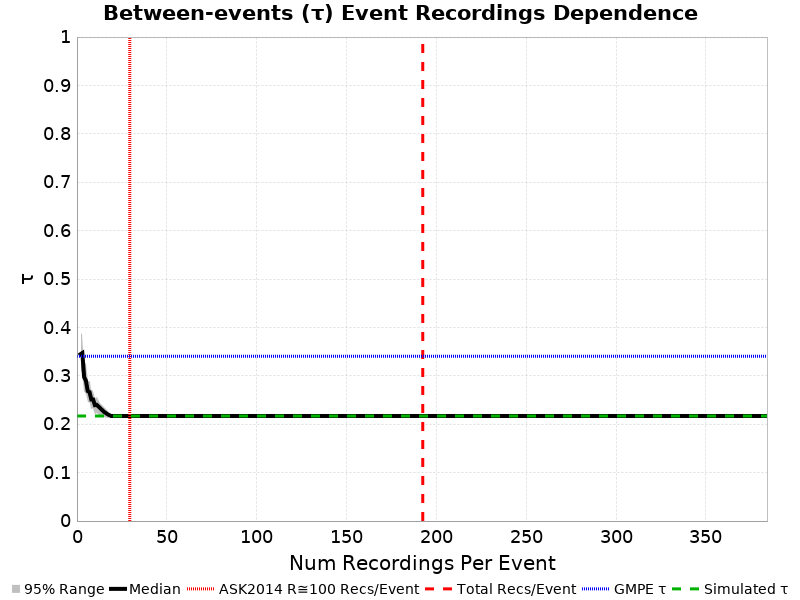 Between-events (τ) Event Recordings Dependence
1
0.9
0.8
0.7
0.6
0.5
0.4
0.3
0.2
0.1
0
τ
0 50 100 150 200 250 300 350
Num Recordings Per Event
95% Range Median ASK2014 R≅100 Recs/Event Total Recs/Event GMPE τ Simulated τ